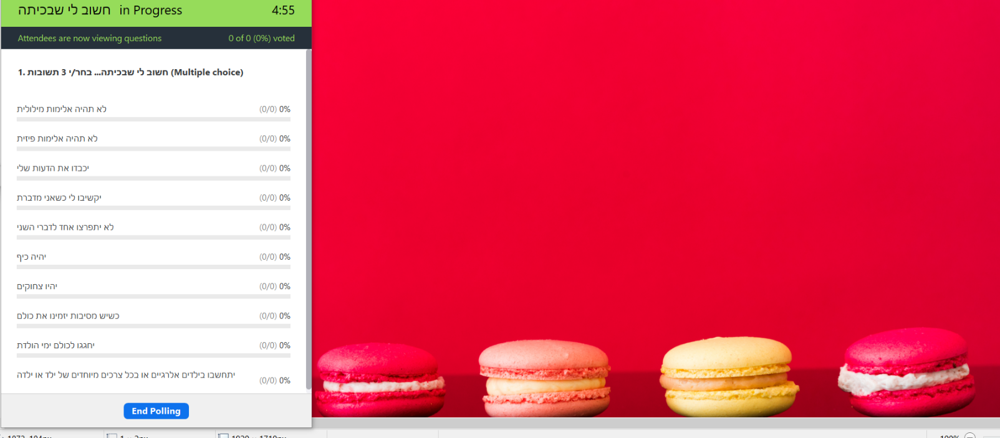 חשוב לי שבכיתה in Progress 4:55
Attendees are now viewing questions 0 of 0 (0%) voted
1. חשוב לי שבכיתה... בחר/י 3 תשובות (Multiple choice)
לא תהיה אלימות מילולית (0/0) 0%
לא תהיה אלימות פיזית (0/0) 0%
יכבדו את הדעות שלי (0/0) 0%
יקשיבו לי כשאני מדברת (0/0) 0%
לא יתפרצו אחד לדברי השני (0/0) 0%
יהיה כיף (0/0) 0%
יהיו צחוקים (0/0) 0%
כשיש מסיבות יזמינו את כולם (0/0) 0%
יחגגו לכולם ימי הולדת (0/0) 0%
יתחשבו בילדים אלרגיים או בכל צרכים מיוחדים של ילד או ילדה (0/0) 0%
End Polling
100%